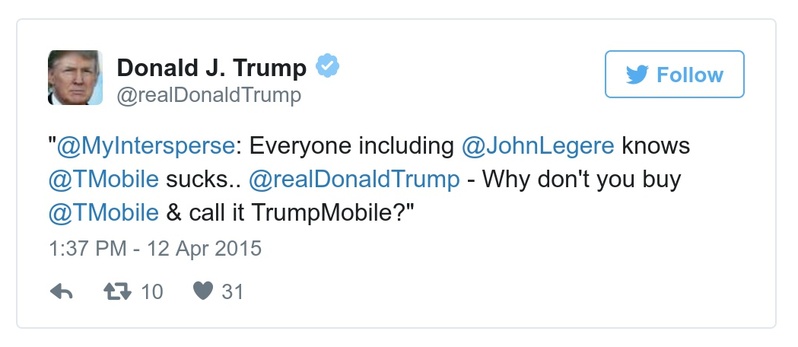 Donald J. Trump
@realDonaldTrump
Follow
"@MyIntersperse: Everyone including @JohnLegere knows
@TMobile sucks.. @realDonaldTrump - Why don't you buy
@TMobile & call it TrumpMobile?"
1:37 PM - 12 Apr 2015
10
31